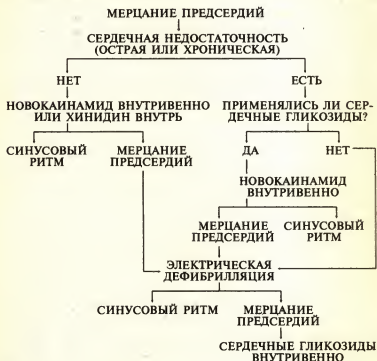 МЕРЦАНИЕ ПРЕДСЕРДИЙ
СЕРДЕЧНАЯ НЕДОСТАТОЧНОСТЬ
(ОСТРАЯ ИЛИ ХРОНИЧЕСКАЯ)
НЕТ
ЕСТЬ
НОВОКАИНАМИД ВНУТРИВЕННО
ИЛИ ХИНИДИН ВНУТРЬ
ПРИМЕНЯЛИСЬ ЛИ СЕР-
ДЕЧНЫЕ ГЛИКОЗИДЫ?
СИНУСОВЫЙ
РИТМ
МЕРЦАНИЕ
ПРЕДСЕРДИЙ
ДА
НЕТ
НОВОКАИНАМИД
ВНУТРИВЕННО
МЕРЦАНИЕ
ПРЕДСЕРДИЙ
СИНУСОВЫЙ
РИТМ
ЭЛЕКТРИЧЕСКАЯ
ДЕФИБРИЛЛЯЦИЯ
СИНУСОВЫЙ РИТМ
МЕРЦАНИЕ
ПРЕДСЕРДИЙ
СЕРДЕЧНЫЕ ГЛИКОЗИДЫ
ВНУТРИВЕННО